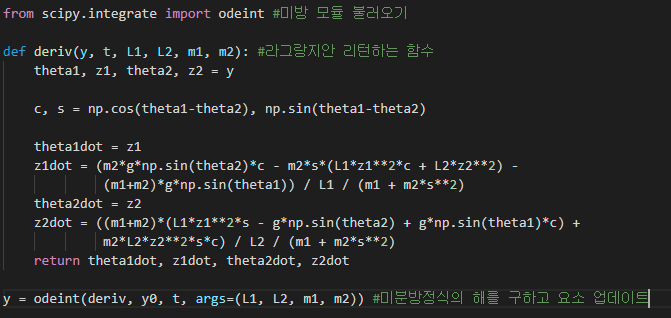 from scipy.integrate import odeint #미방 모듈 불러오기
def deriv(y, t, L1, L2, m1, m2): #라그랑지안 리턴하는 함수
theta1, z1, theta2, z2 = y
c, s = np.cos(theta1-theta2), np.sin(theta1-theta2)
theta1dot = z1
z1dot = (m2*g*np.sin(theta2)*c - m2*s*(L1*z1**2*c + L2*z2**2) -
(m1+m2)*g*np.sin(theta1)) / L1 / (m1 + m2*s**2)
theta2dot = z2
z2dot = ((m1+m2)*(L1*z1**2*s - g*np.sin(theta2) + g*np.sin(theta1)*c) +
m2*L2*z2**2*s*c) / L2 / (m1 + m2*s**2)
return theta1dot, z1dot, theta2dot, z2dot
y = odeint(deriv, y0, t, args=(L1, L2, m1, m2)) #미분방정식의 해를 구하고 요소 업데이트